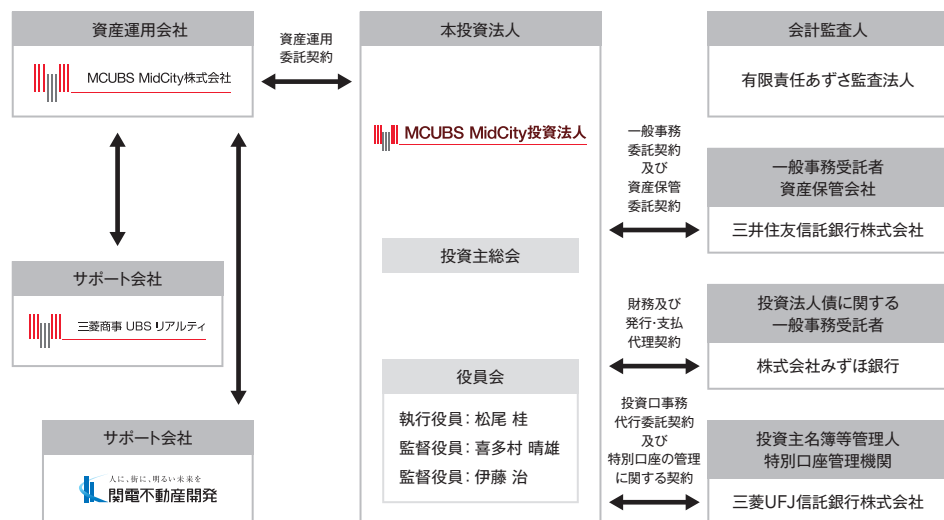 資産運用会社
MCUBS MidCity株式会社
資産運用
委託契約
サポート会社
三菱商事 UBS リアルティ
サポート会社
人に、街に、明るい未来を
関電不動産開発
本投資法人
MCUBS MidCity投資法人
投資主総会
役員会
執行役員:松尾 桂
監督役員:喜多村 晴雄
監督役員:伊藤 治
一般事務
委託契約
及び
資産保管
委託契約
財務及び
発行・支払
代理契約
投資口事務
代行委託契約
及び
特別口座の管理
に関する契約
会計監査人
有限責任あずさ監査法人
一般事務受託者
資産保管会社
三井住友信託銀行株式会社
投資法人債に関する
一般事務受託者
株式会社みずほ銀行
投資主名簿等管理人
特別口座管理機関
三菱UFJ信託銀行株式会社